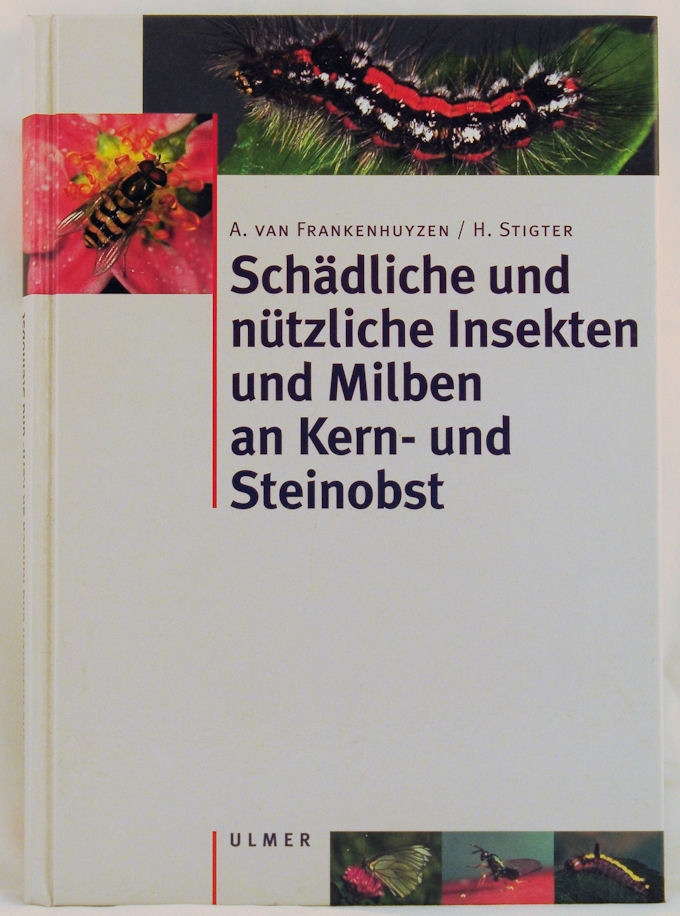 A. VAN FRANKENHUYZEN / H. STIGTER
Schädliche und
nützliche Insekten
und Milben
an Kern- und
Steinobst
ULMER